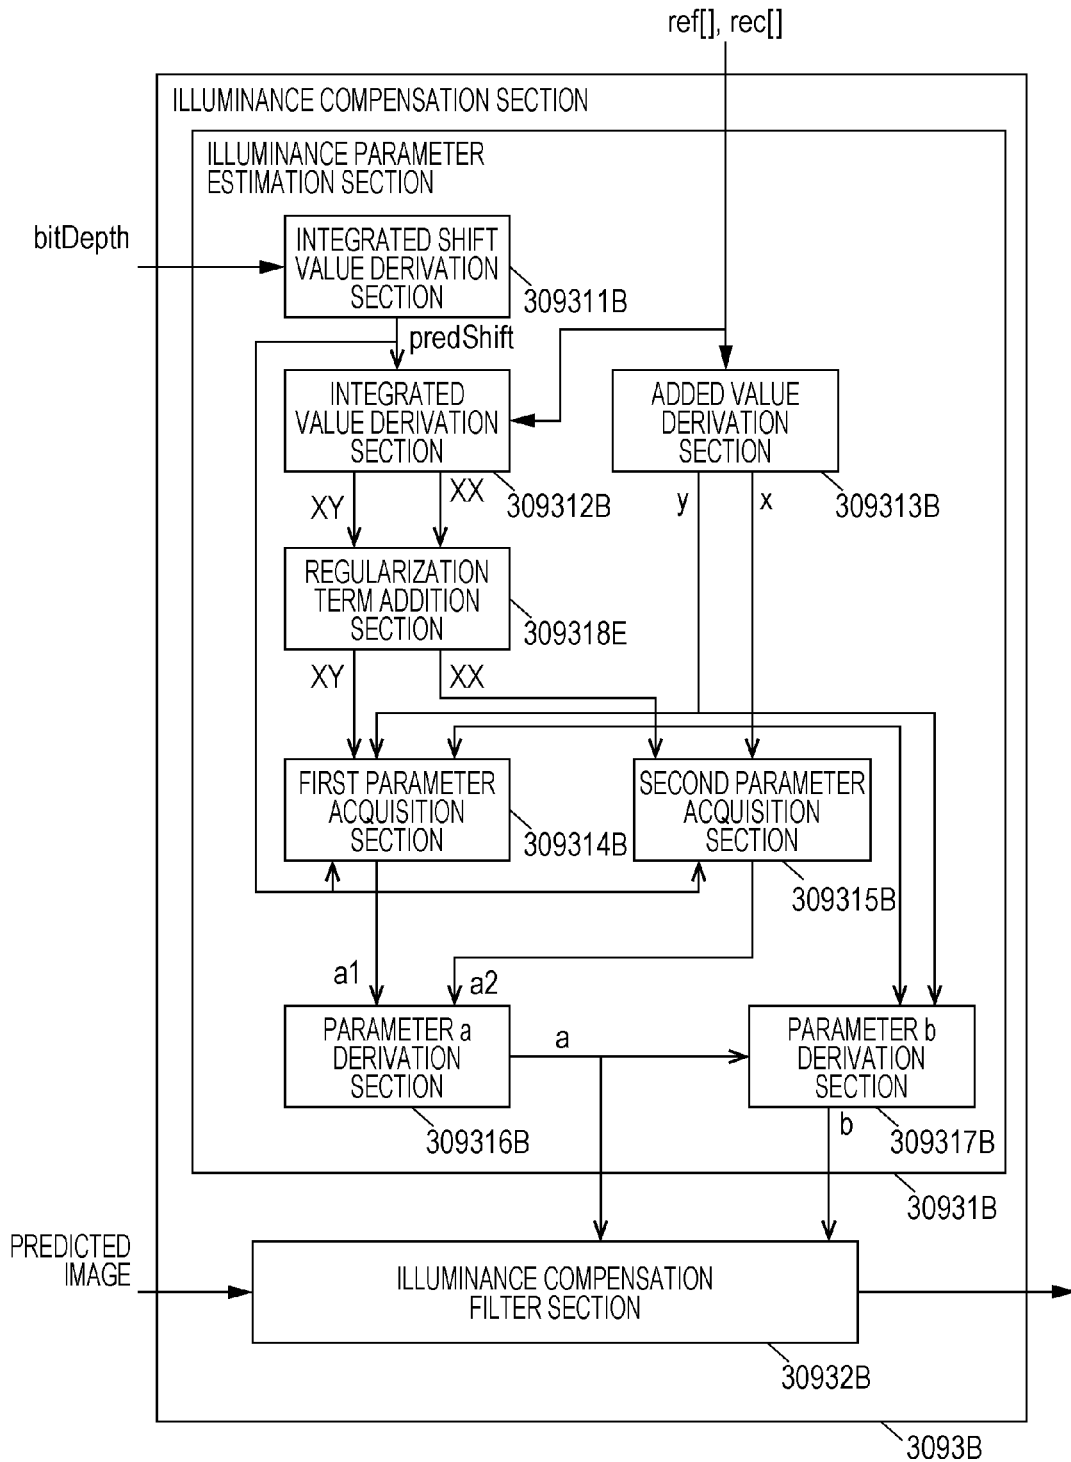 ref[], rec[]
ILLUMINANCE COMPENSATION SECTION
ILLUMINANCE PARAMETER
ESTIMATION SECTION
bitDepth
INTEGRATED SHIFT
VALUE DERIVATION
SECTION
309311B
predShift
INTEGRATED
VALUE DERIVATION
SECTION
309312B
ADDED VALUE
DERIVATION
SECTION
309313B
XY
XX
y
x
REGULARIZATION
TERM ADDITION
SECTION
309318E
XY
XX
FIRST PARAMETER
ACQUISITION
SECTION
309314B
SECOND PARAMETER
ACQUISITION
SECTION
309315B
a1
a2
PARAMETER a
DERIVATION
SECTION
309316B
a
PARAMETER b
DERIVATION
SECTION
309317B
b
30931B
PREDICTED
IMAGE
ILLUMINANCE COMPENSATION
FILTER SECTION
30932B
3093B